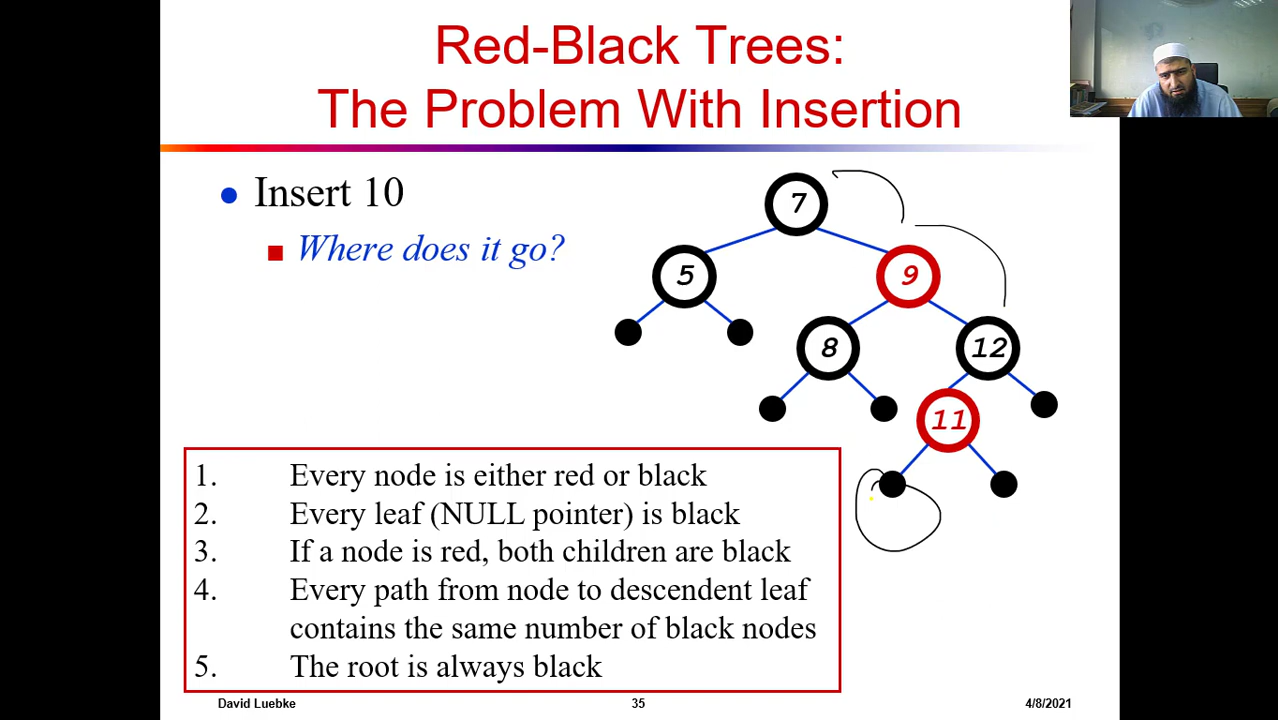 Red-Black Trees:
The Problem With Insertion
● Insert 10
■ Where does it go?
7
5
9
8
12
11
1. Every node is either red or black
2. Every leaf (NULL pointer) is black
3. If a node is red, both children are black
4. Every path from node to descendent leaf
contains the same number of black nodes
5. The root is always black
David Luebke
35
4/8/2021